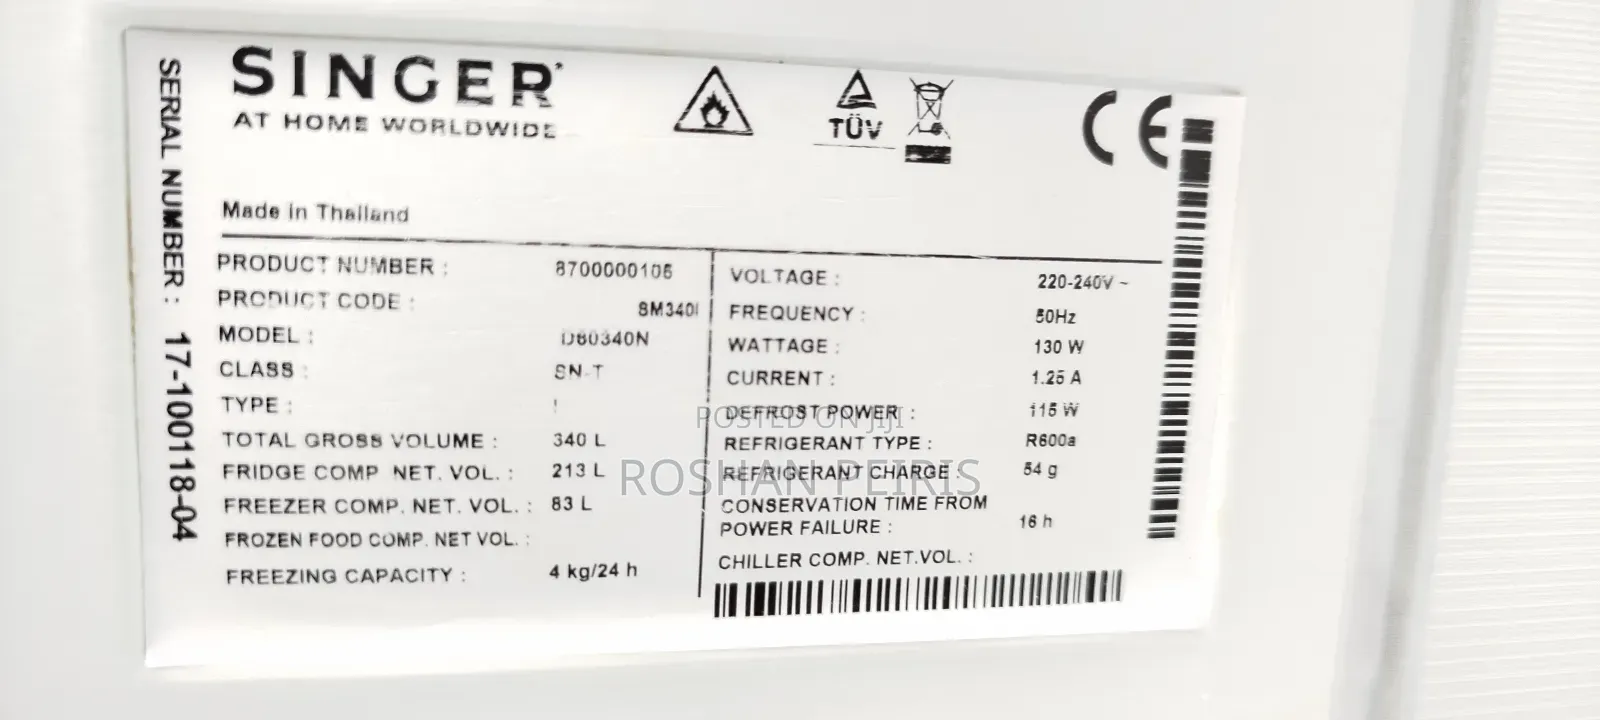 SINGER
AT HOME WORLDWIDE
TÜV
CE
SERIAL NUMBER : 17-100118-04
Made in Thailand
PRODUCT NUMBER :
PRODUCT CODE : SM340I
MODEL : D60340N
CLASS : SN-T
TYPE : I
TOTAL GROSS VOLUME : 340 L
FRIDGE COMP NET. VOL. : 213 L
FREEZER COMP. NET. VOL. : 83 L
FROZEN FOOD COMP. NET VOL. :
FREEZING CAPACITY : 4 kg/24 h
VOLTAGE : 220-240V ~
FREQUENCY : 50Hz
WATTAGE : 130 W
CURRENT : 1.25 A
DEFROST POWER : 115 W
REFRIGERANT TYPE : R600a
REFRIGERANT CHARGE : 54 g
CONSERVATION TIME FROM
POWER FAILURE : 16 h
CHILLER COMP. NET.VOL. :
POSTED ON JIJI
ROSHAN PEIRIS